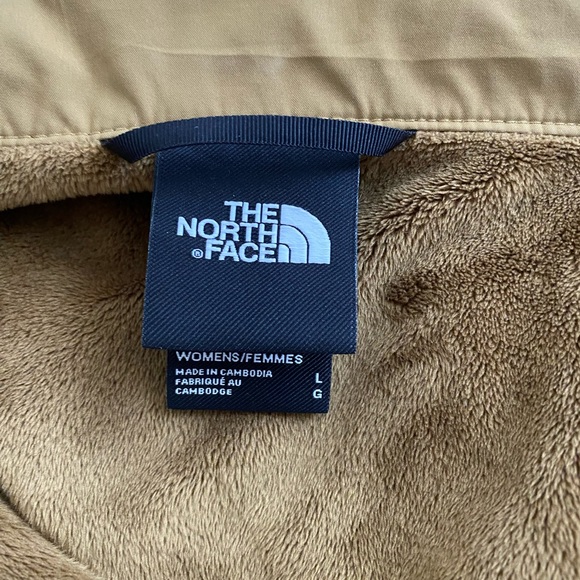 THE
NORTH
® FACE
WOMENS/FEMMES
MADE IN CAMBODIA
FABRIQUÉ AU
CAMBODGE
L
G